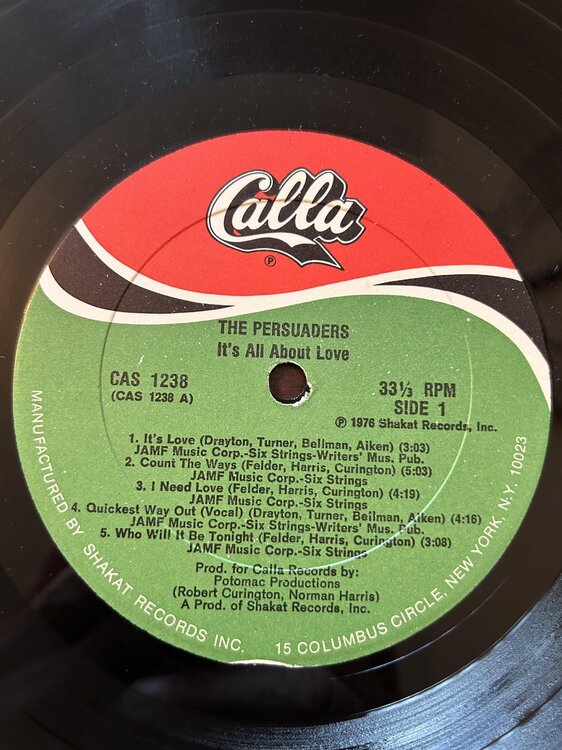 Calla
℗
THE PERSUADERS
It's All About Love
CAS 1238
(CAS 1238 A)
33⅓ RPM
SIDE 1
℗ 1976 Shakat Records, Inc.
1. It's Love (Drayton, Turner, Bellman, Aiken) (3:03)
JAMF Music Corp.-Six Strings-Writers' Mus. Pub.
2. Count The Ways (Felder, Harris, Curington) (5:03)
JAMF Music Corp.-Six Strings
3. I Need Love (Felder, Harris, Curington) (4:19)
JAMF Music Corp.-Six Strings
4. Quickest Way Out (Vocal) (Drayton, Turner, Bellman, Aiken) (4:16)
JAMF Music Corp.-Six Strings-Writers' Mus. Pub.
5. Who Will It Be Tonight (Felder, Harris, Curington) (3:08)
JAMF Music Corp.-Six Strings
Prod. for Calla Records by:
Potomac Productions
(Robert Curington, Norman Harris)
A Prod. of Shakat Records, Inc.
MANUFACTURED BY SHAKAT RECORDS INC. 15 COLUMBUS CIRCLE, NEW YORK, N.Y. 10023